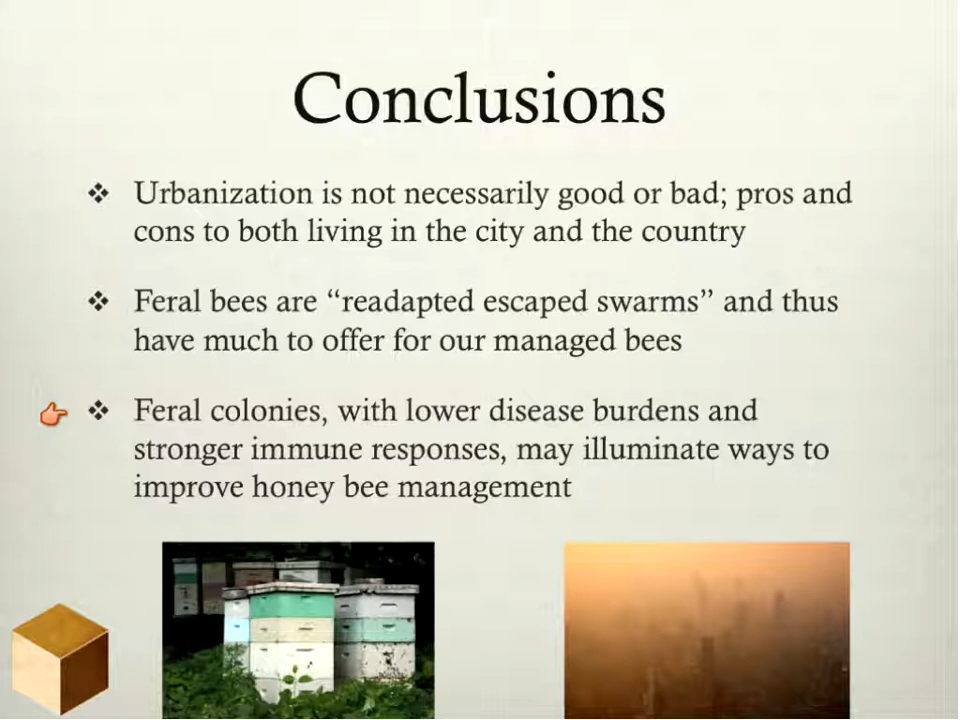 Conclusions
Urbanization is not necessarily good or bad; pros and
cons to both living in the city and the country
Feral bees are “readapted escaped swarms” and thus
have much to offer for our managed bees
Feral colonies, with lower disease burdens and
stronger immune responses, may illuminate ways to
improve honey bee management